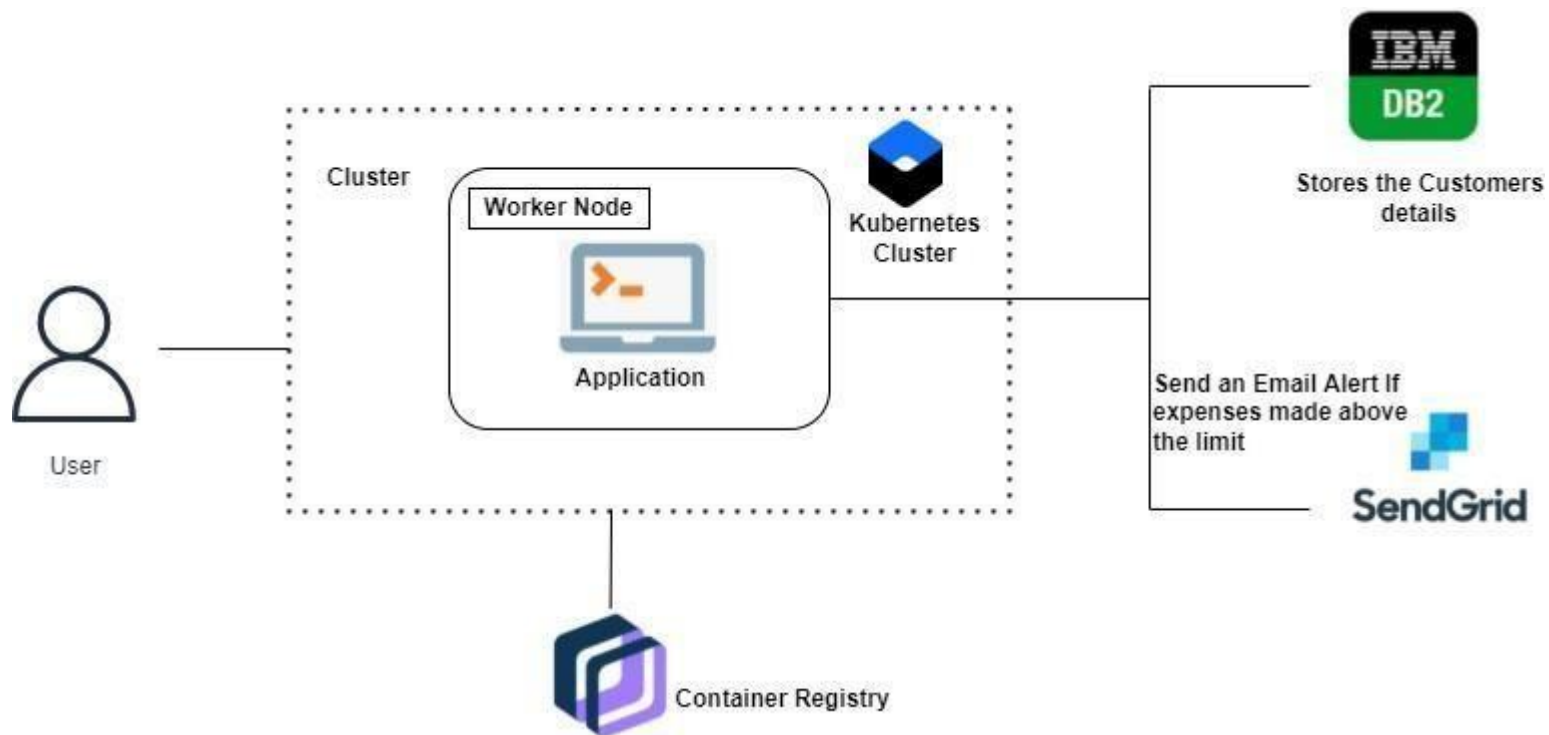 IBM
DB2
Stores the Customers
details
Cluster
Kubernetes
Cluster
Worker Node
Application
User
Send an Email Alert If
expenses made above
the limit
SendGrid
Container Registry